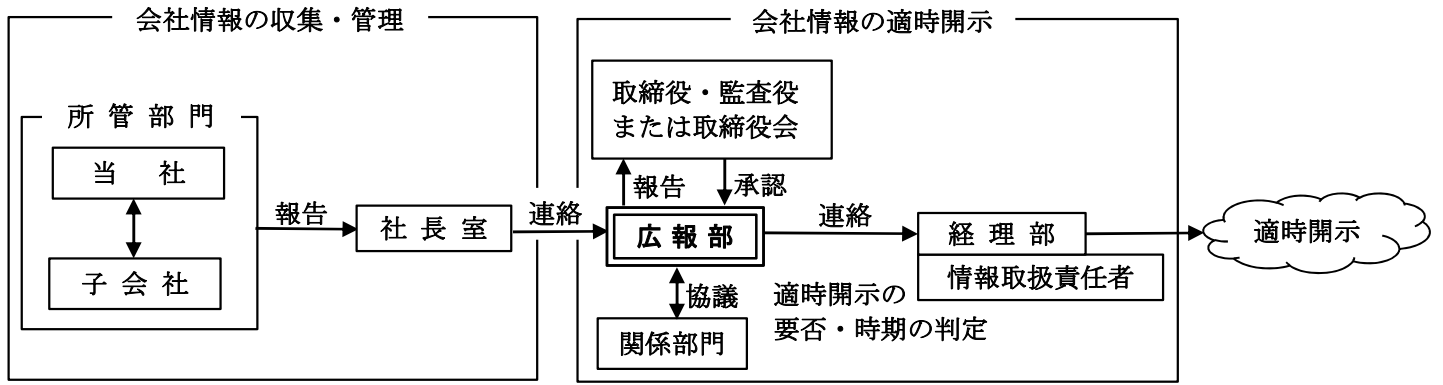 会社情報の収集・管理
所管部門
当 社
子会社
報告
社長室
連絡
会社情報の適時開示
取締役・監査役
または取締役会
報告
承認
広報部
協議
関係部門
連絡
適時開示の
要否・時期の判定
経理部
情報取扱責任者
適時開示